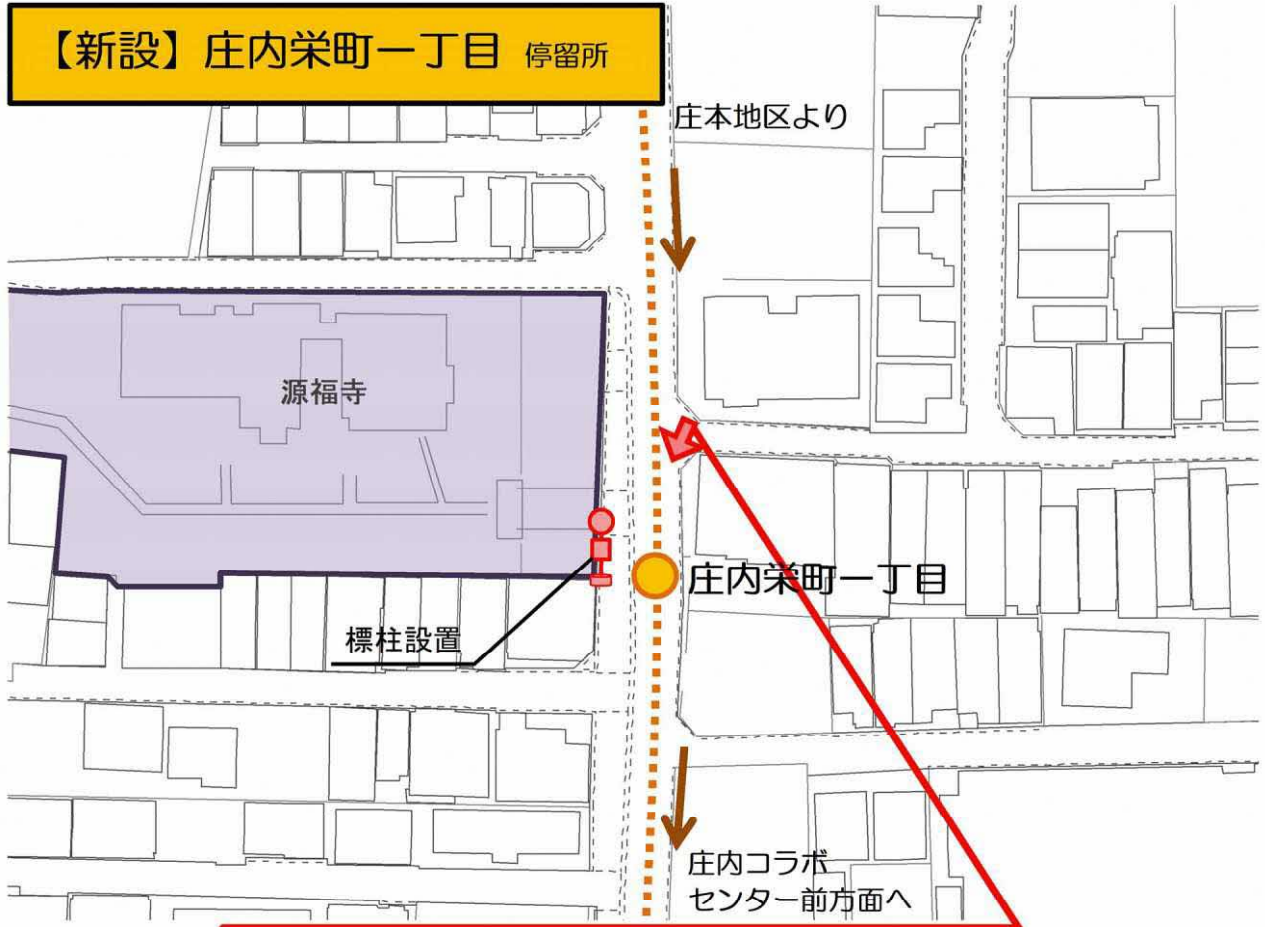 【新設】庄内栄町一丁目 停留所
庄本地区より
源福寺
庄内栄町一丁目
標柱設置
庄内コラボ
センター前方面へ